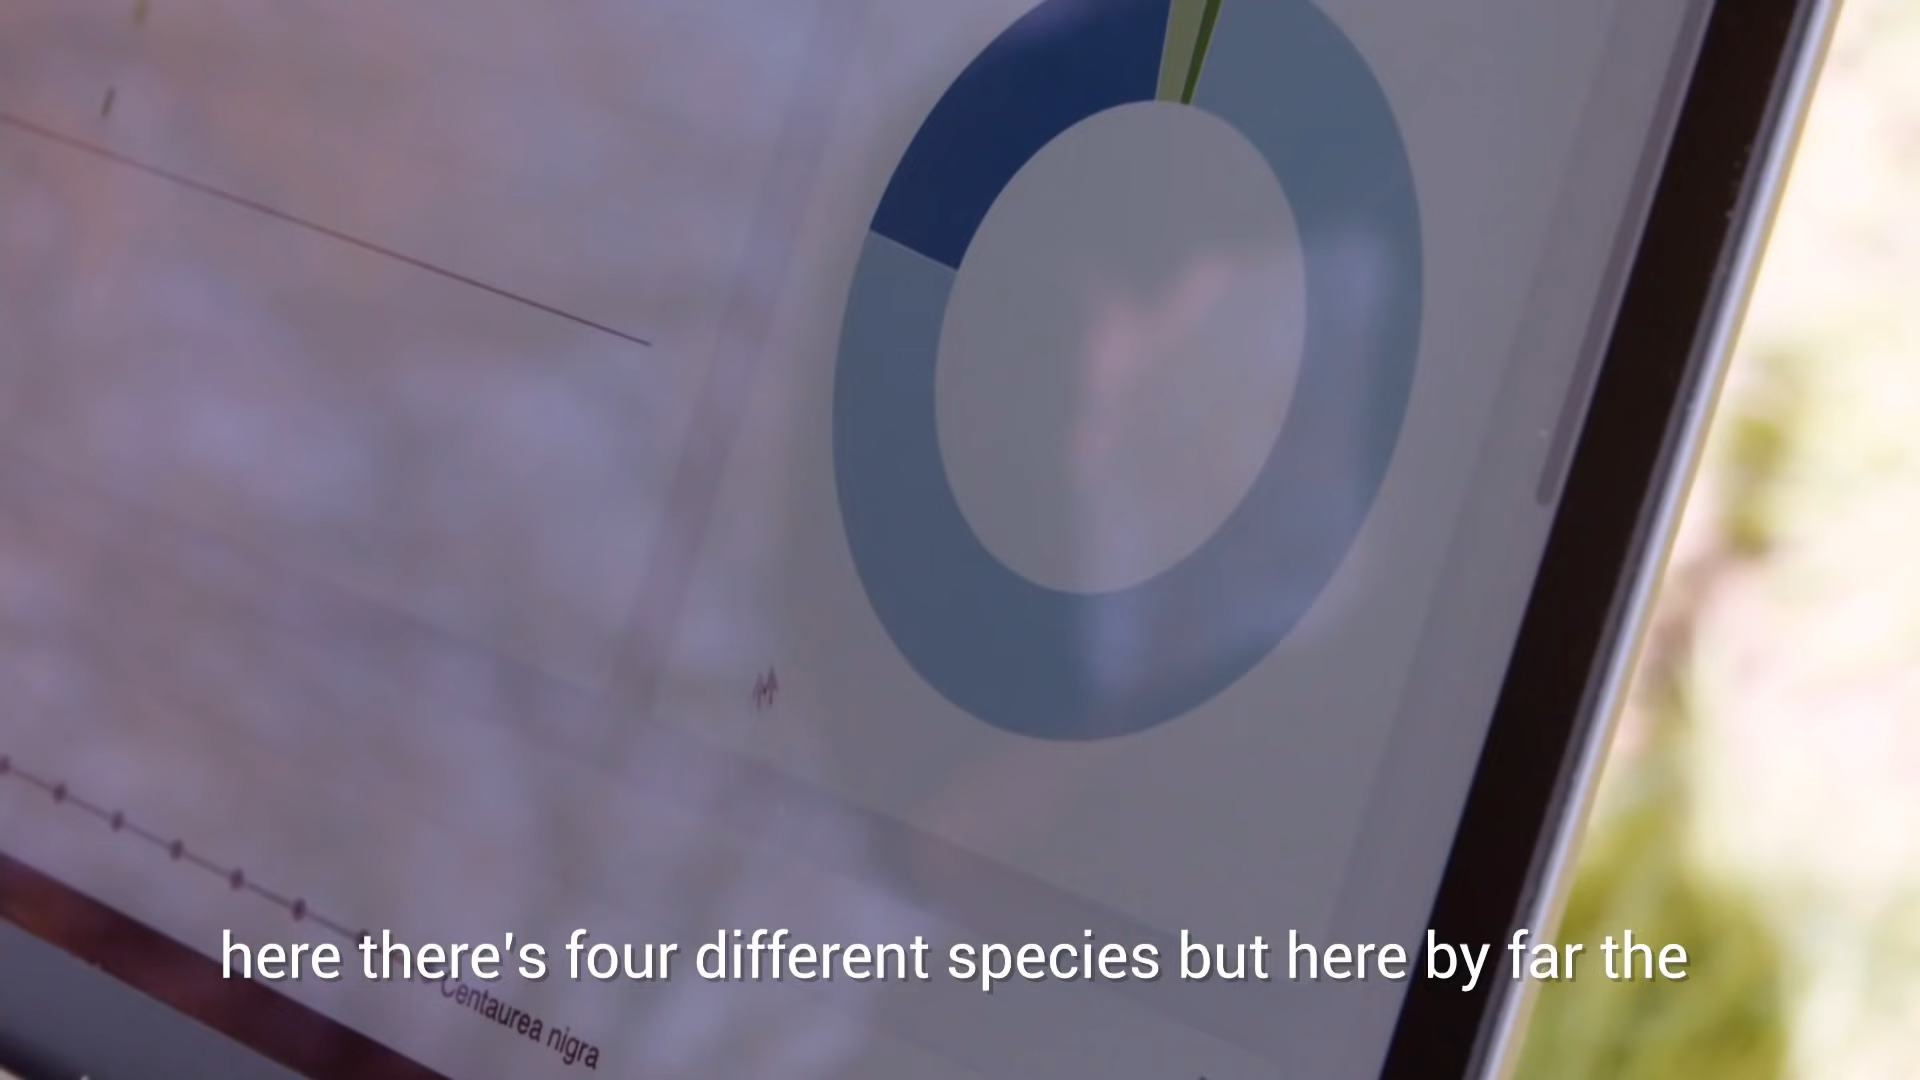 here there's four different species but here by far the
Centaurea nigra